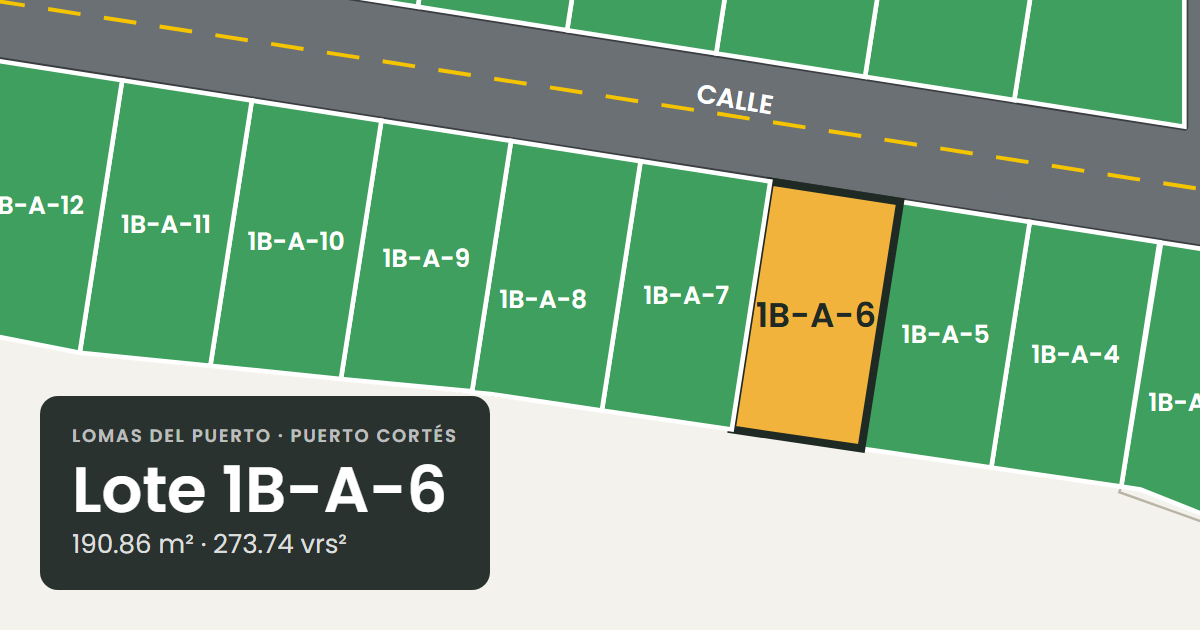 CALLE
B-A-12
1B-A-11
1B-A-10
1B-A-9
1B-A-8
1B-A-7
1B-A-6
1B-A-5
1B-A-4
1B-A
LOMAS DEL PUERTO · PUERTO CORTÉS
Lote 1B-A-6
190.86 m² · 273.74 vrs²